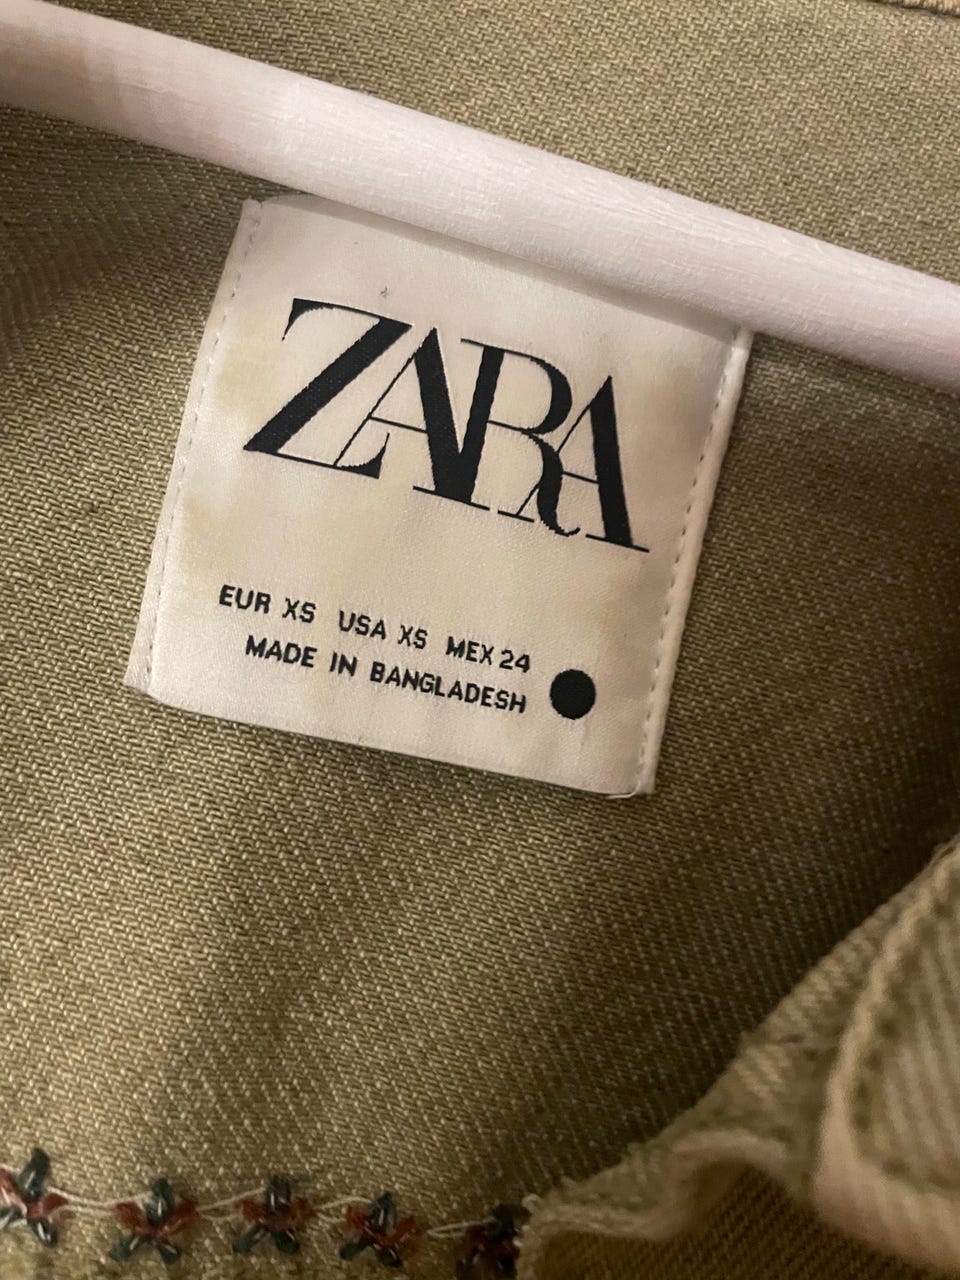 ZARA
EUR XS USA XS MEX 24
MADE IN BANGLADESH